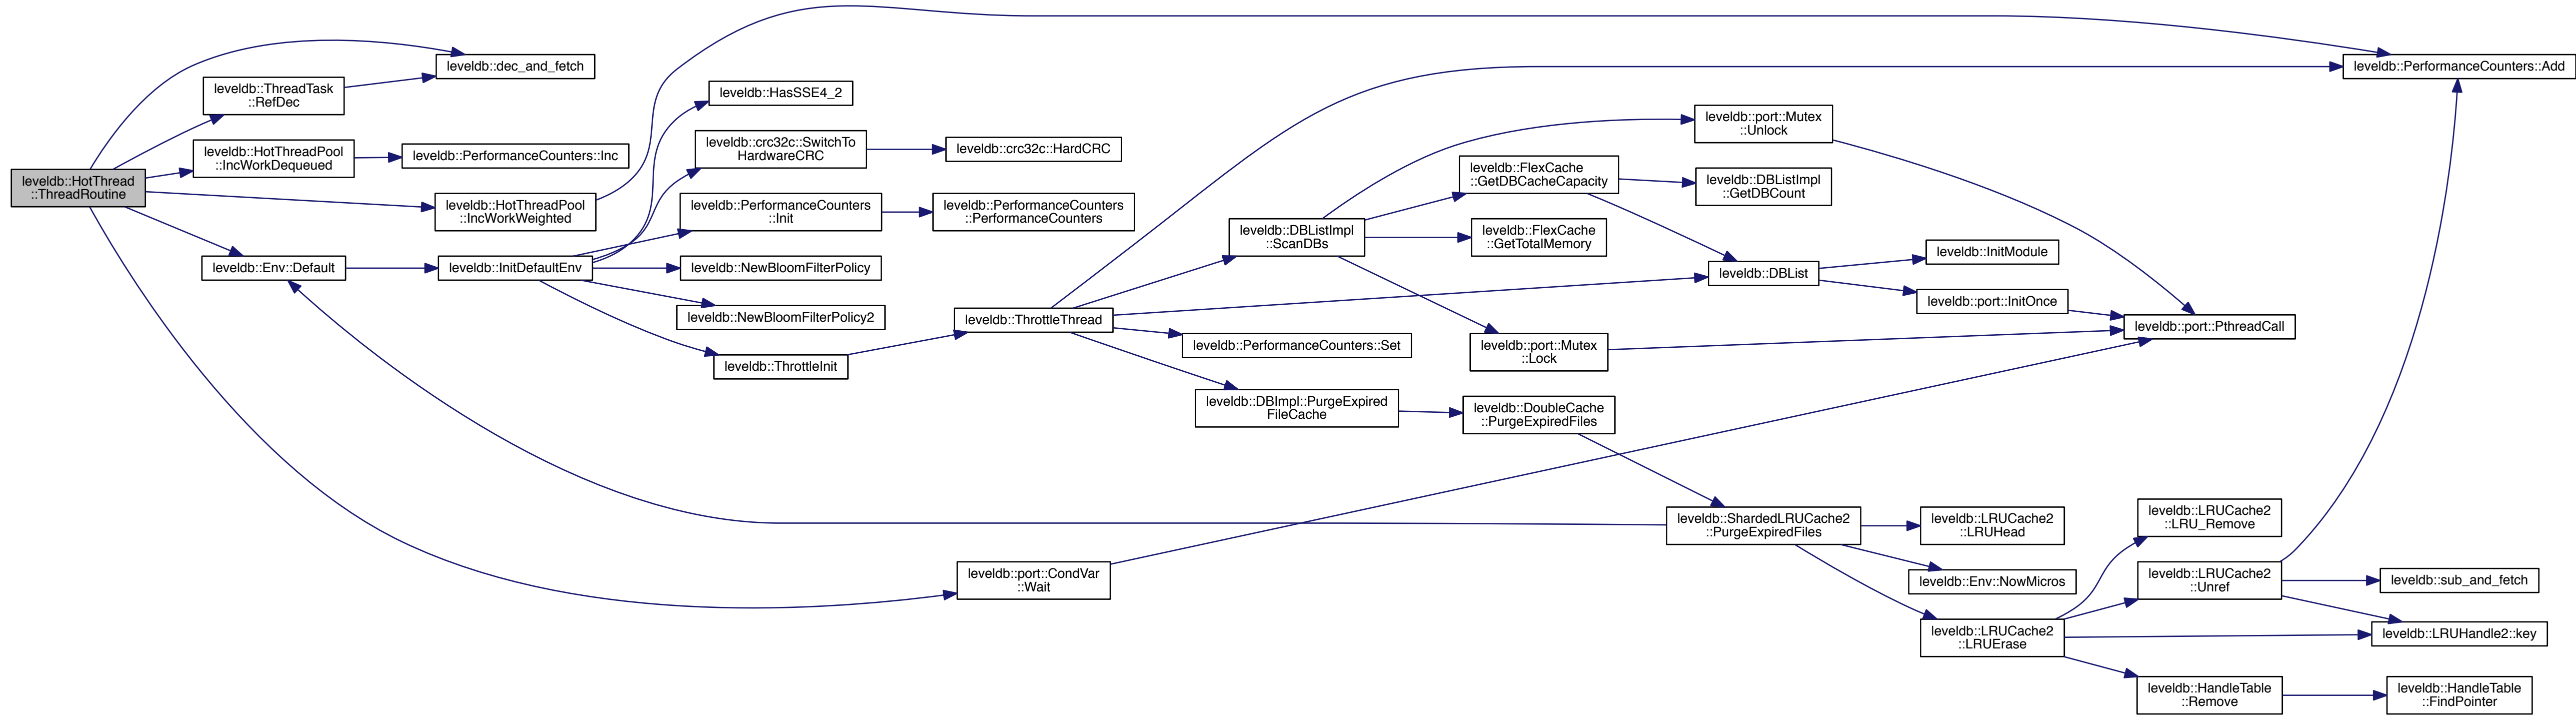 leveldb::HotThread
::ThreadRoutine
leveldb::dec_and_fetch
leveldb::ThreadTask
::RefDec
leveldb::HotThreadPool
::IncWorkDequeued
leveldb::PerformanceCounters::Inc
leveldb::HotThreadPool
::IncWorkWeighted
leveldb::Env::Default
leveldb::InitDefaultEnv
leveldb::HasSSE4_2
leveldb::crc32c::SwitchTo
HardwareCRC
leveldb::crc32c::HardCRC
leveldb::PerformanceCounters
::Init
leveldb::PerformanceCounters
::PerformanceCounters
leveldb::NewBloomFilterPolicy
leveldb::NewBloomFilterPolicy2
leveldb::ThrottleInit
leveldb::ThrottleThread
leveldb::port::CondVar
::Wait
leveldb::DBListImpl
::ScanDBs
leveldb::PerformanceCounters::Set
leveldb::DBImpl::PurgeExpired
FileCache
leveldb::port::Mutex
::Unlock
leveldb::FlexCache
::GetDBCacheCapacity
leveldb::DBListImpl
::GetDBCount
leveldb::FlexCache
::GetTotalMemory
leveldb::DBList
leveldb::port::Mutex
::Lock
leveldb::DoubleCache
::PurgeExpiredFiles
leveldb::InitModule
leveldb::port::InitOnce
leveldb::port::PthreadCall
leveldb::PerformanceCounters::Add
leveldb::ShardedLRUCache2
::PurgeExpiredFiles
leveldb::LRUCache2
::LRUHead
leveldb::Env::NowMicros
leveldb::LRUCache2
::LRUErase
leveldb::LRUCache2
::LRU_Remove
leveldb::LRUCache2
::Unref
leveldb::sub_and_fetch
leveldb::LRUHandle2::key
leveldb::HandleTable
::Remove
leveldb::HandleTable
::FindPointer